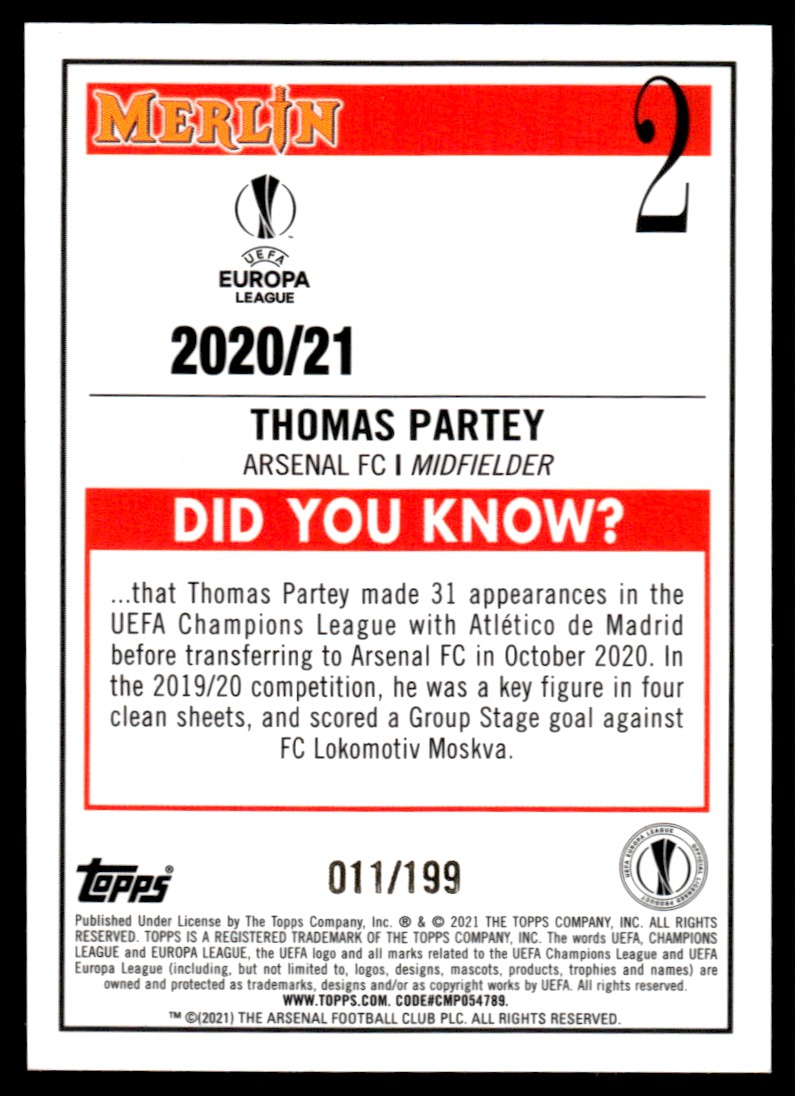 MERLIN
2
UEFA
EUROPA
LEAGUE
2020/21
THOMAS PARTEY
ARSENAL FC I MIDFIELDER
DID YOU KNOW?
...that Thomas Partey made 31 appearances in the
UEFA Champions League with Atlético de Madrid
before transferring to Arsenal FC in October 2020. In
the 2019/20 competition, he was a key figure in four
clean sheets, and scored a Group Stage goal against
FC Lokomotiv Moskva.
topps®
011/199
UEFA EUROPA LEAGUE OFFICIAL LICENSED PRODUCT
Published Under License by The Topps Company, Inc. ® & © 2021 THE TOPPS COMPANY, INC. ALL RIGHTS
RESERVED. TOPPS IS A REGISTERED TRADEMARK OF THE TOPPS COMPANY, INC. The words UEFA, CHAMPIONS
LEAGUE and EUROPA LEAGUE, the UEFA logo and all marks related to the UEFA Champions League and UEFA
Europa League (including, but not limited to, logos, designs, mascots, products, trophies and names) are
owned and protected as trademarks, designs and/or as copyright works by UEFA. All rights reserved.
WWW.TOPPS.COM. CODE#CMP054789.
™ ©(2021) THE ARSENAL FOOTBALL CLUB PLC. ALL RIGHTS RESERVED.